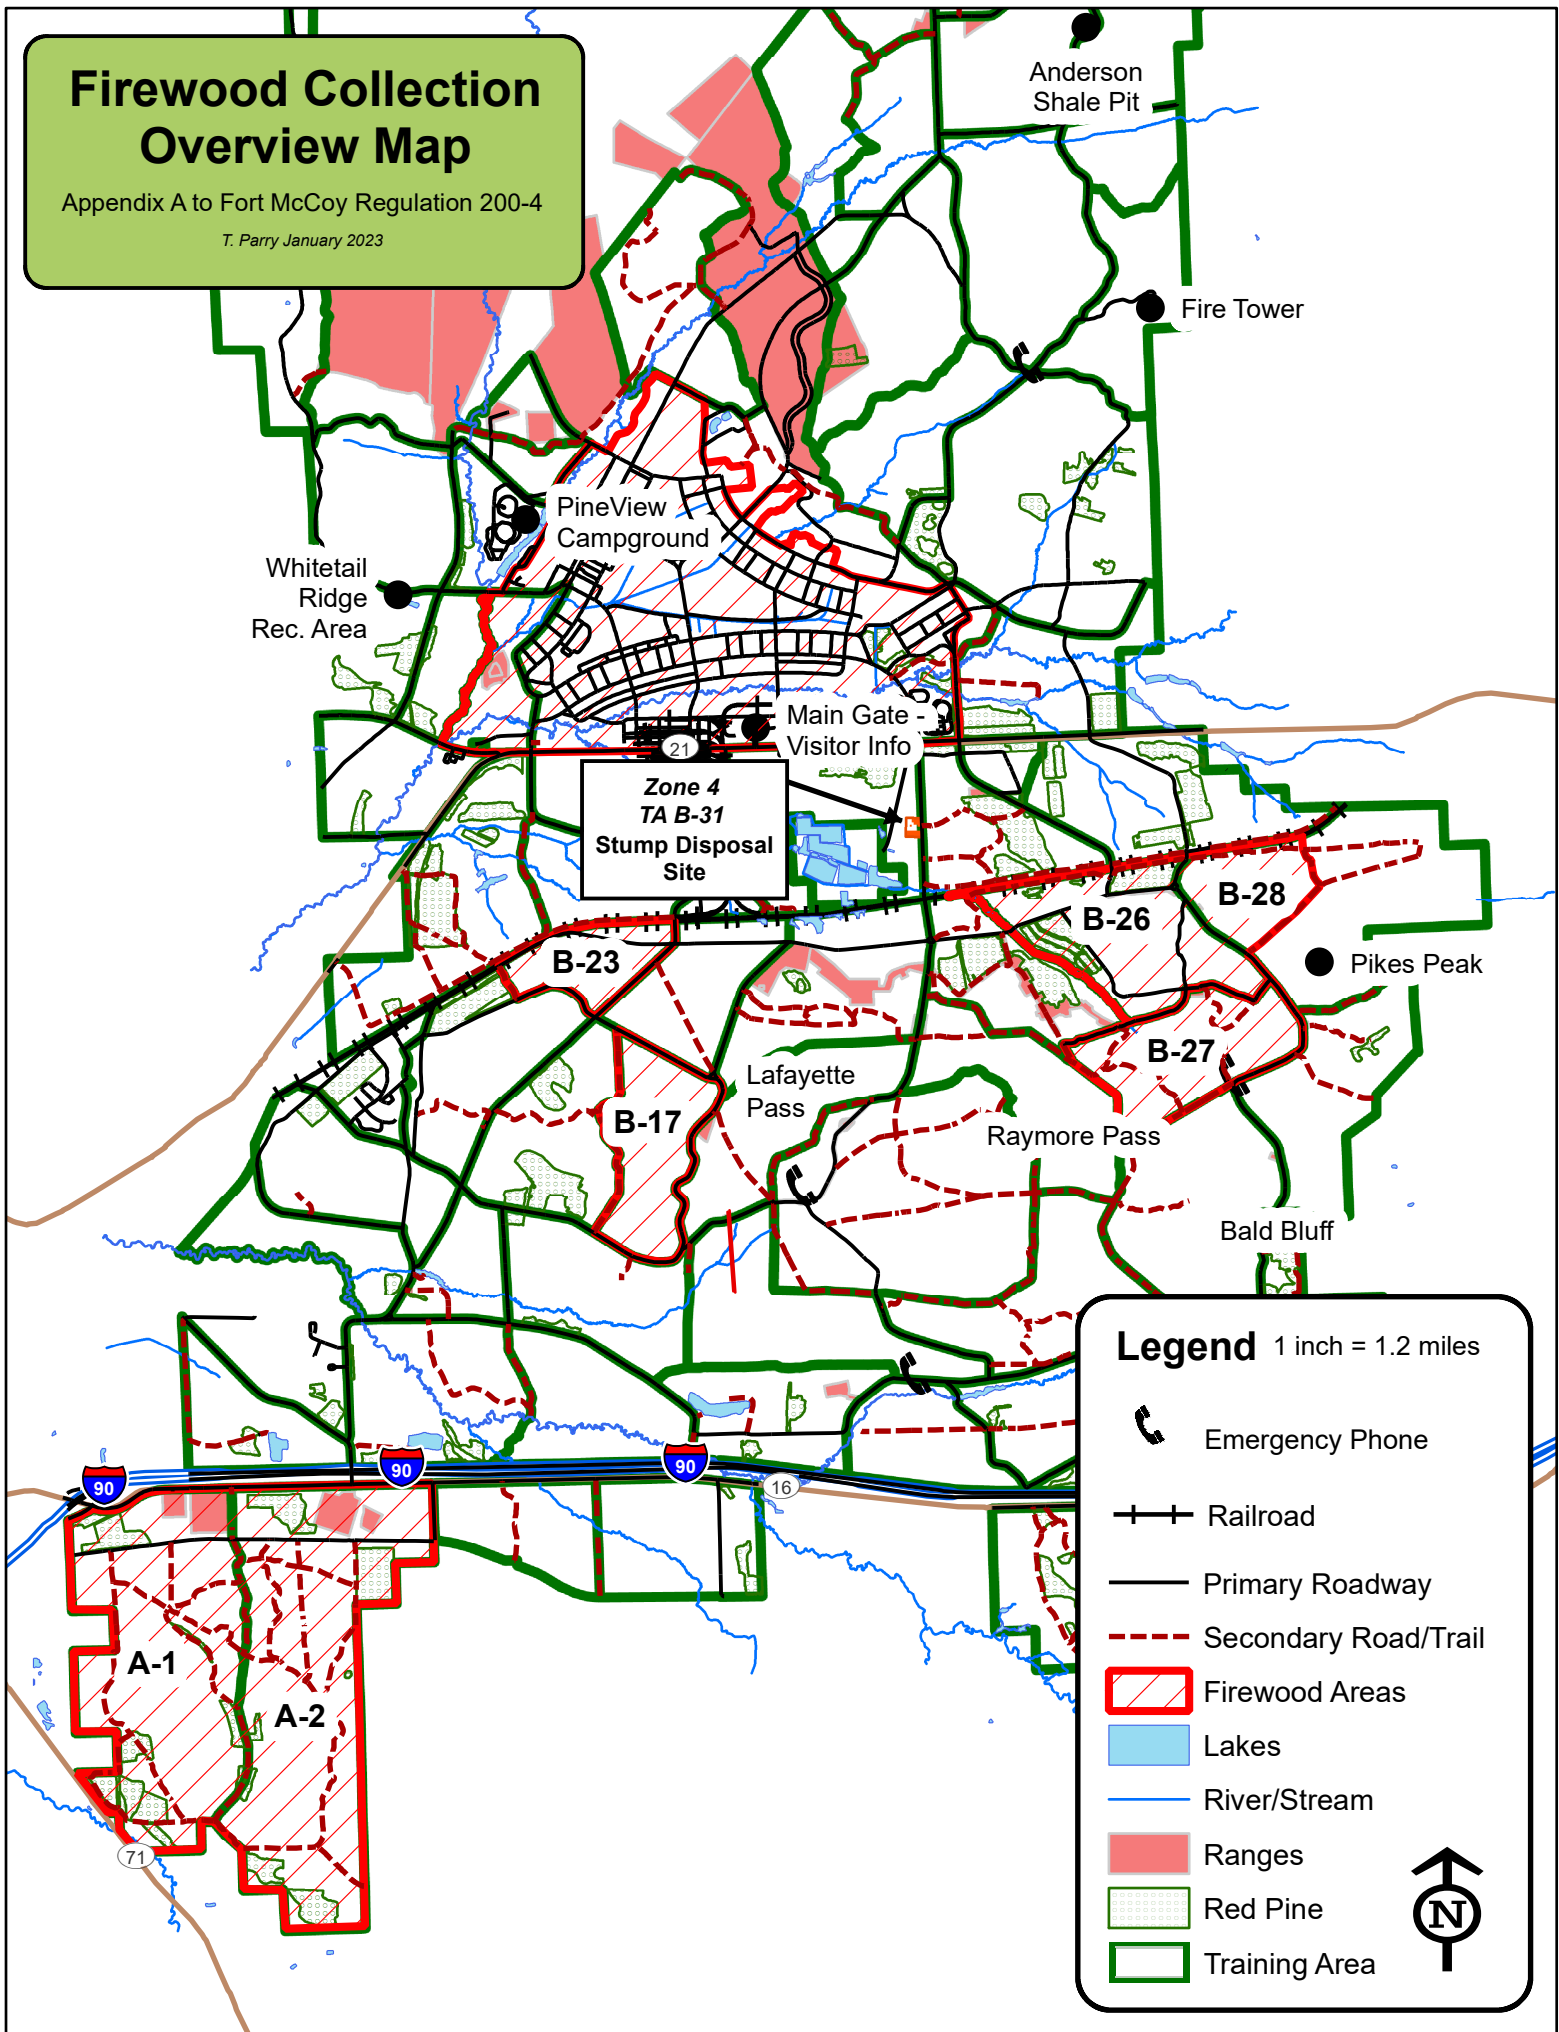 Firewood Collection
Overview Map
Appendix A to Fort McCoy Regulation 200-4
T. Parry January 2023
Anderson
Shale Pit
Fire Tower
PineView
Campground
Whitetail
Ridge
Rec. Area
Main Gate -
Visitor Info
21
Zone 4
TA B-31
Stump Disposal
Site
B-28
B-26
B-23
Pikes Peak
B-27
Lafayette
Pass
B-17
Raymore Pass
Bald Bluff
90
90
90
16
A-1
A-2
71
Legend 1 inch = 1.2 miles
Emergency Phone
Railroad
Primary Roadway
Secondary Road/Trail
Firewood Areas
Lakes
River/Stream
Ranges
Red Pine
Training Area
N